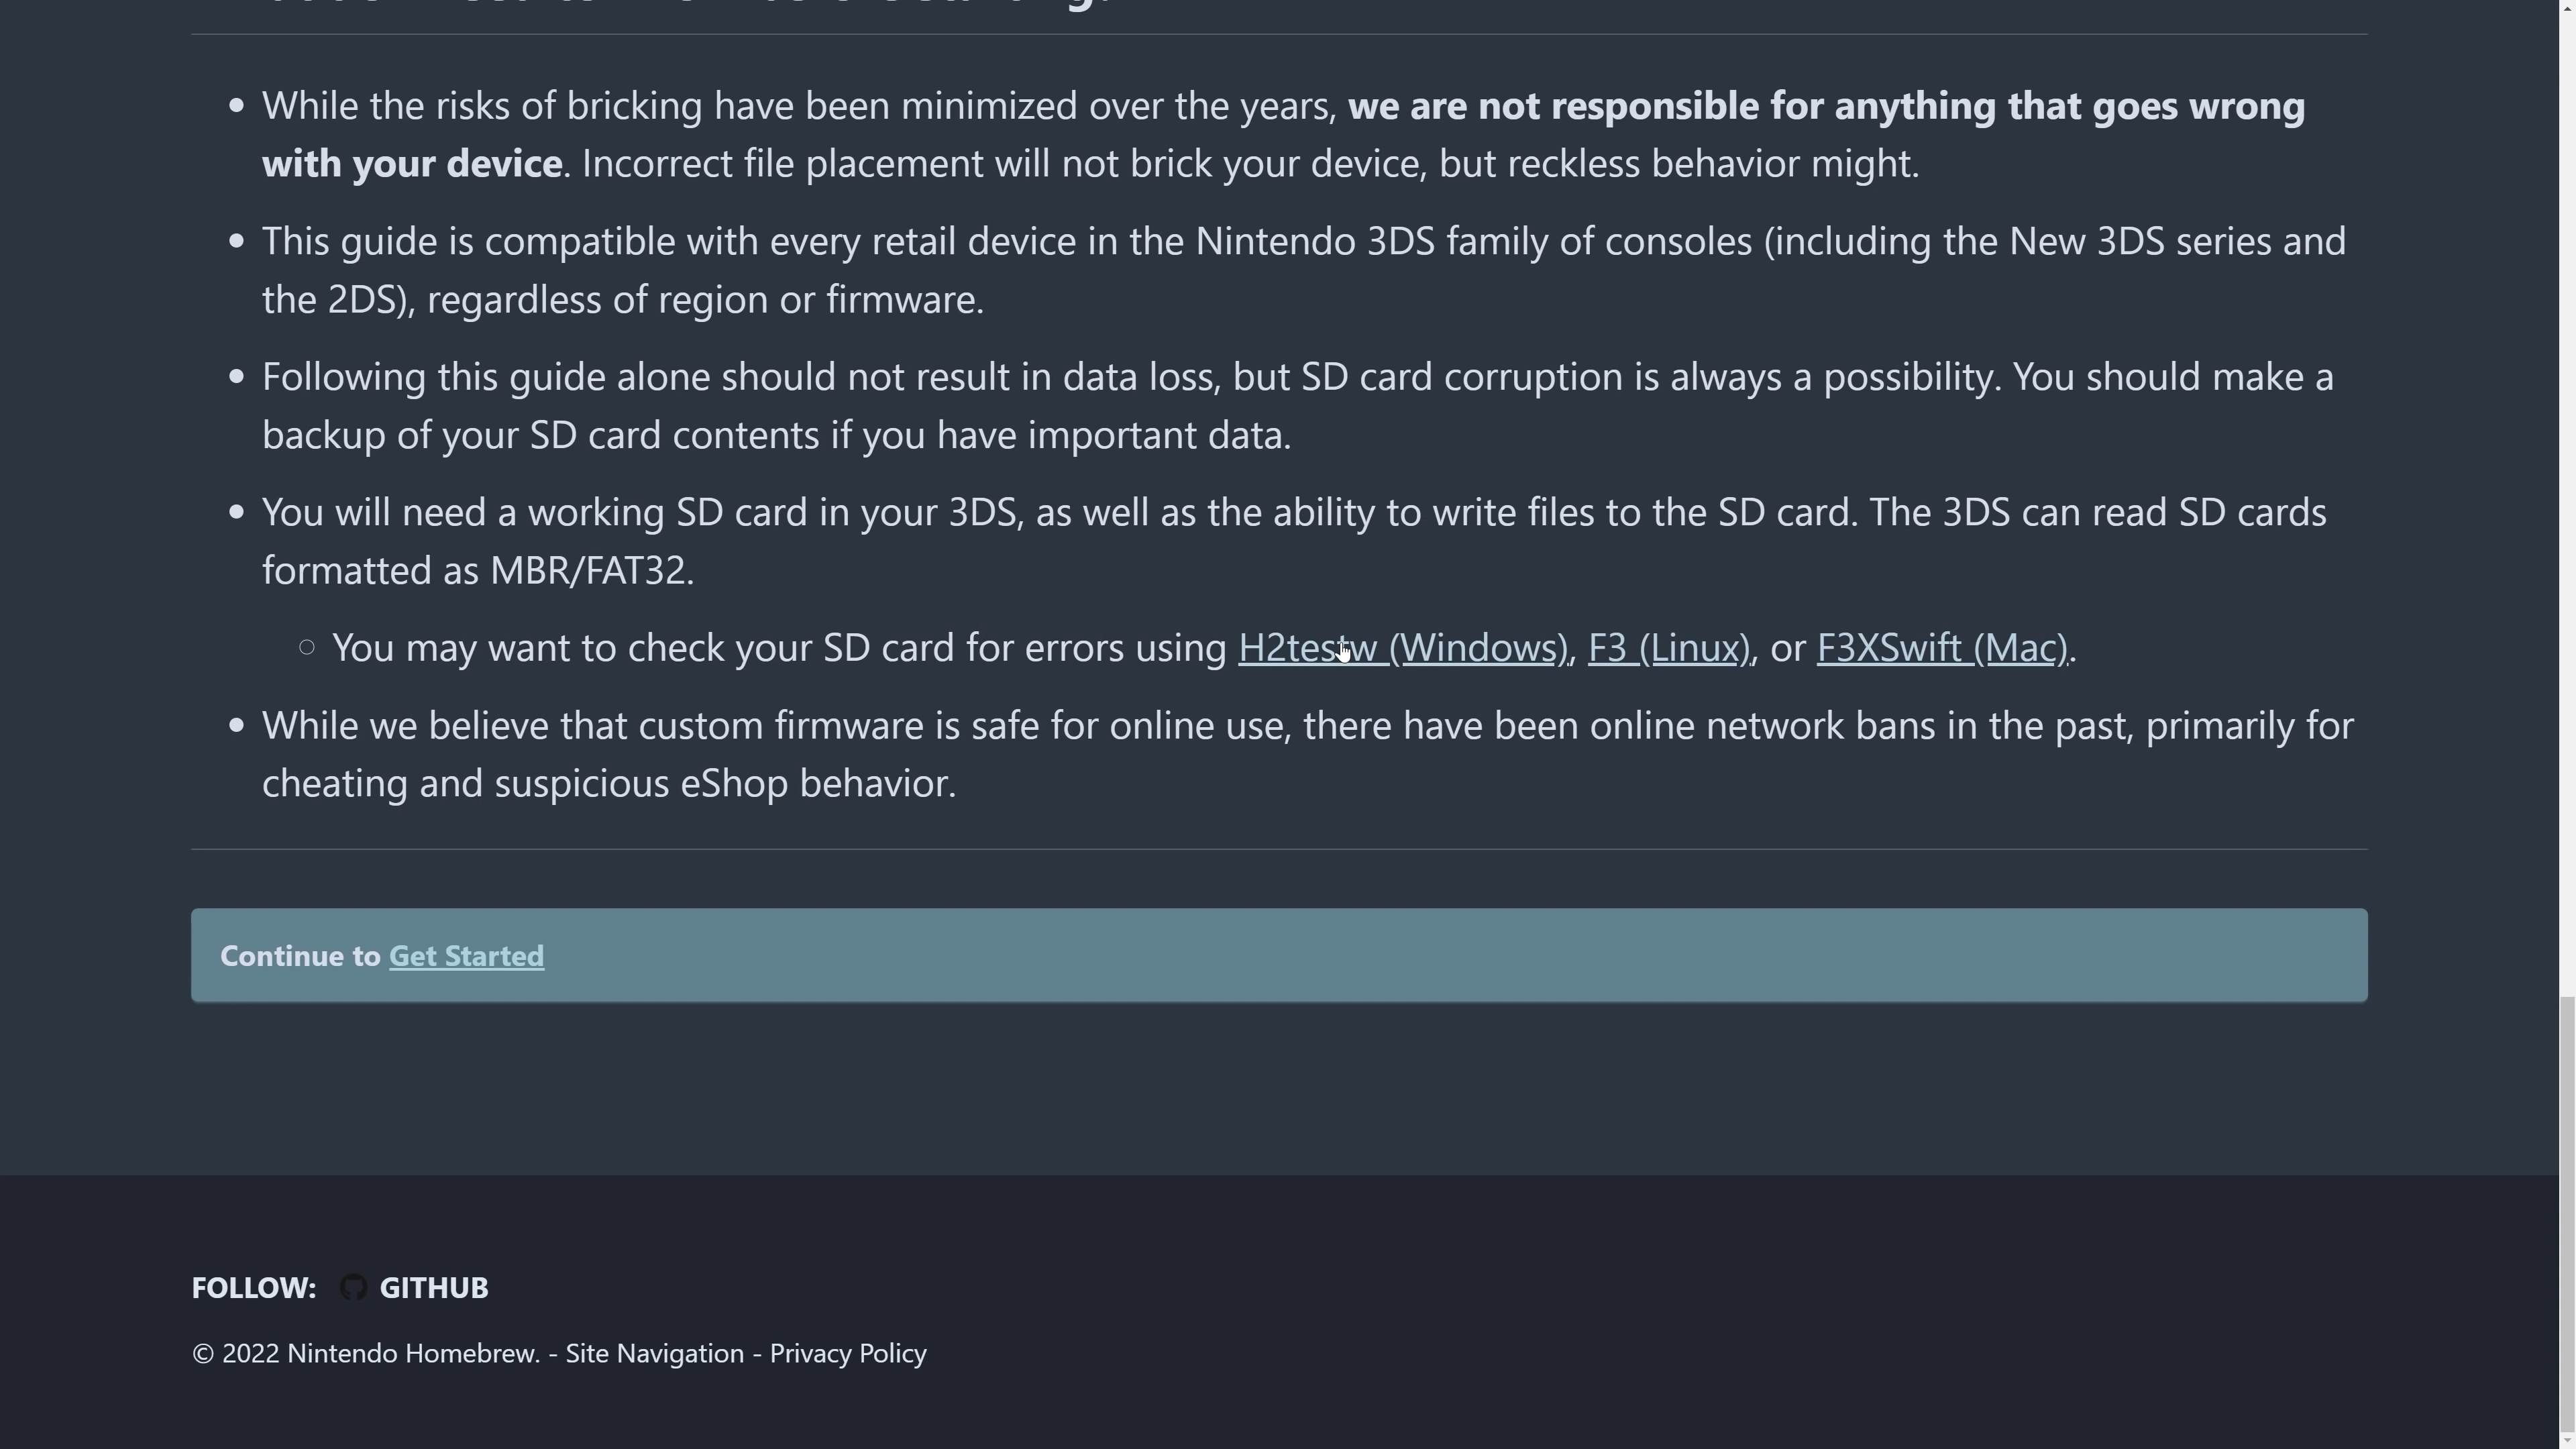 While the risks of bricking have been minimized over the years, we are not responsible for anything that goes wrong
with your device. Incorrect file placement will not brick your device, but reckless behavior might.
This guide is compatible with every retail device in the Nintendo 3DS family of consoles (including the New 3DS series and
the 2DS), regardless of region or firmware.
Following this guide alone should not result in data loss, but SD card corruption is always a possibility. You should make a
backup of your SD card contents if you have important data.
You will need a working SD card in your 3DS, as well as the ability to write files to the SD card. The 3DS can read SD cards
formatted as MBR/FAT32.
You may want to check your SD card for errors using H2testw (Windows), F3 (Linux), or F3XSwift (Mac).
While we believe that custom firmware is safe for online use, there have been online network bans in the past, primarily for
cheating and suspicious eShop behavior.
Continue to Get Started
FOLLOW: GITHUB
© 2022 Nintendo Homebrew. - Site Navigation - Privacy Policy